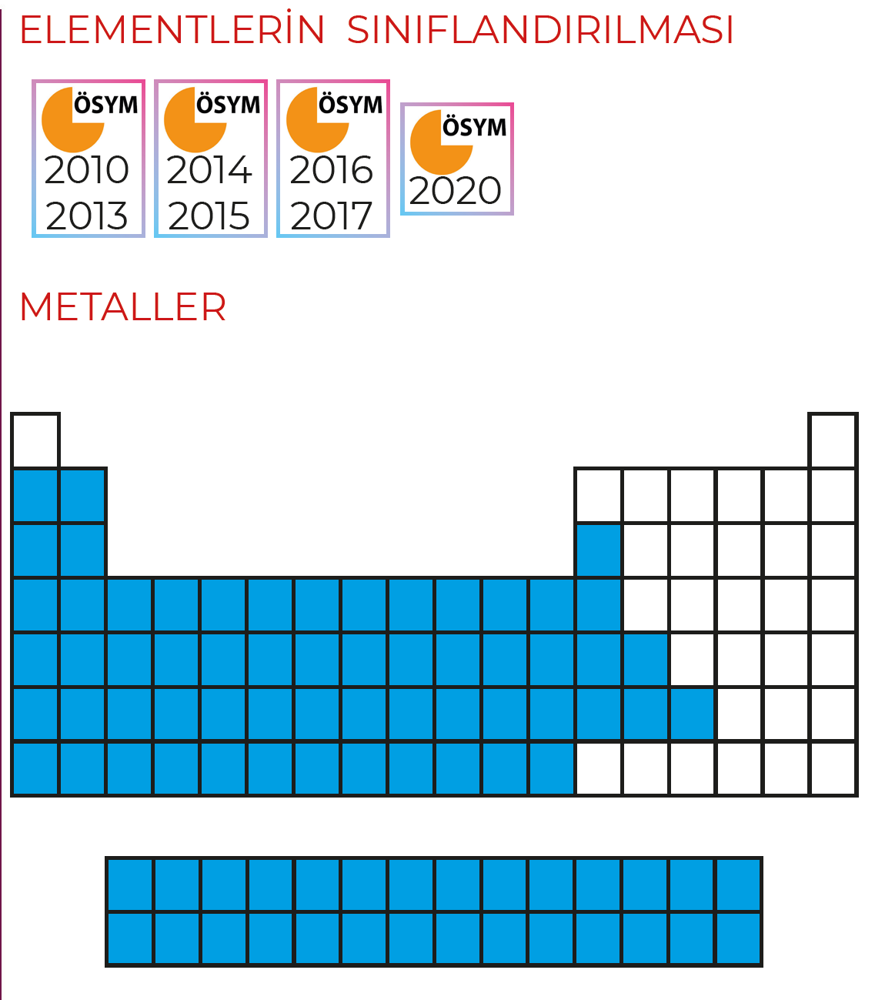 ELEMENTLERİN SINIFLANDIRILMASI
ÖSYM
2010
2013
ÖSYM
2014
2015
ÖSYM
2016
2017
ÖSYM
2020
METALLER